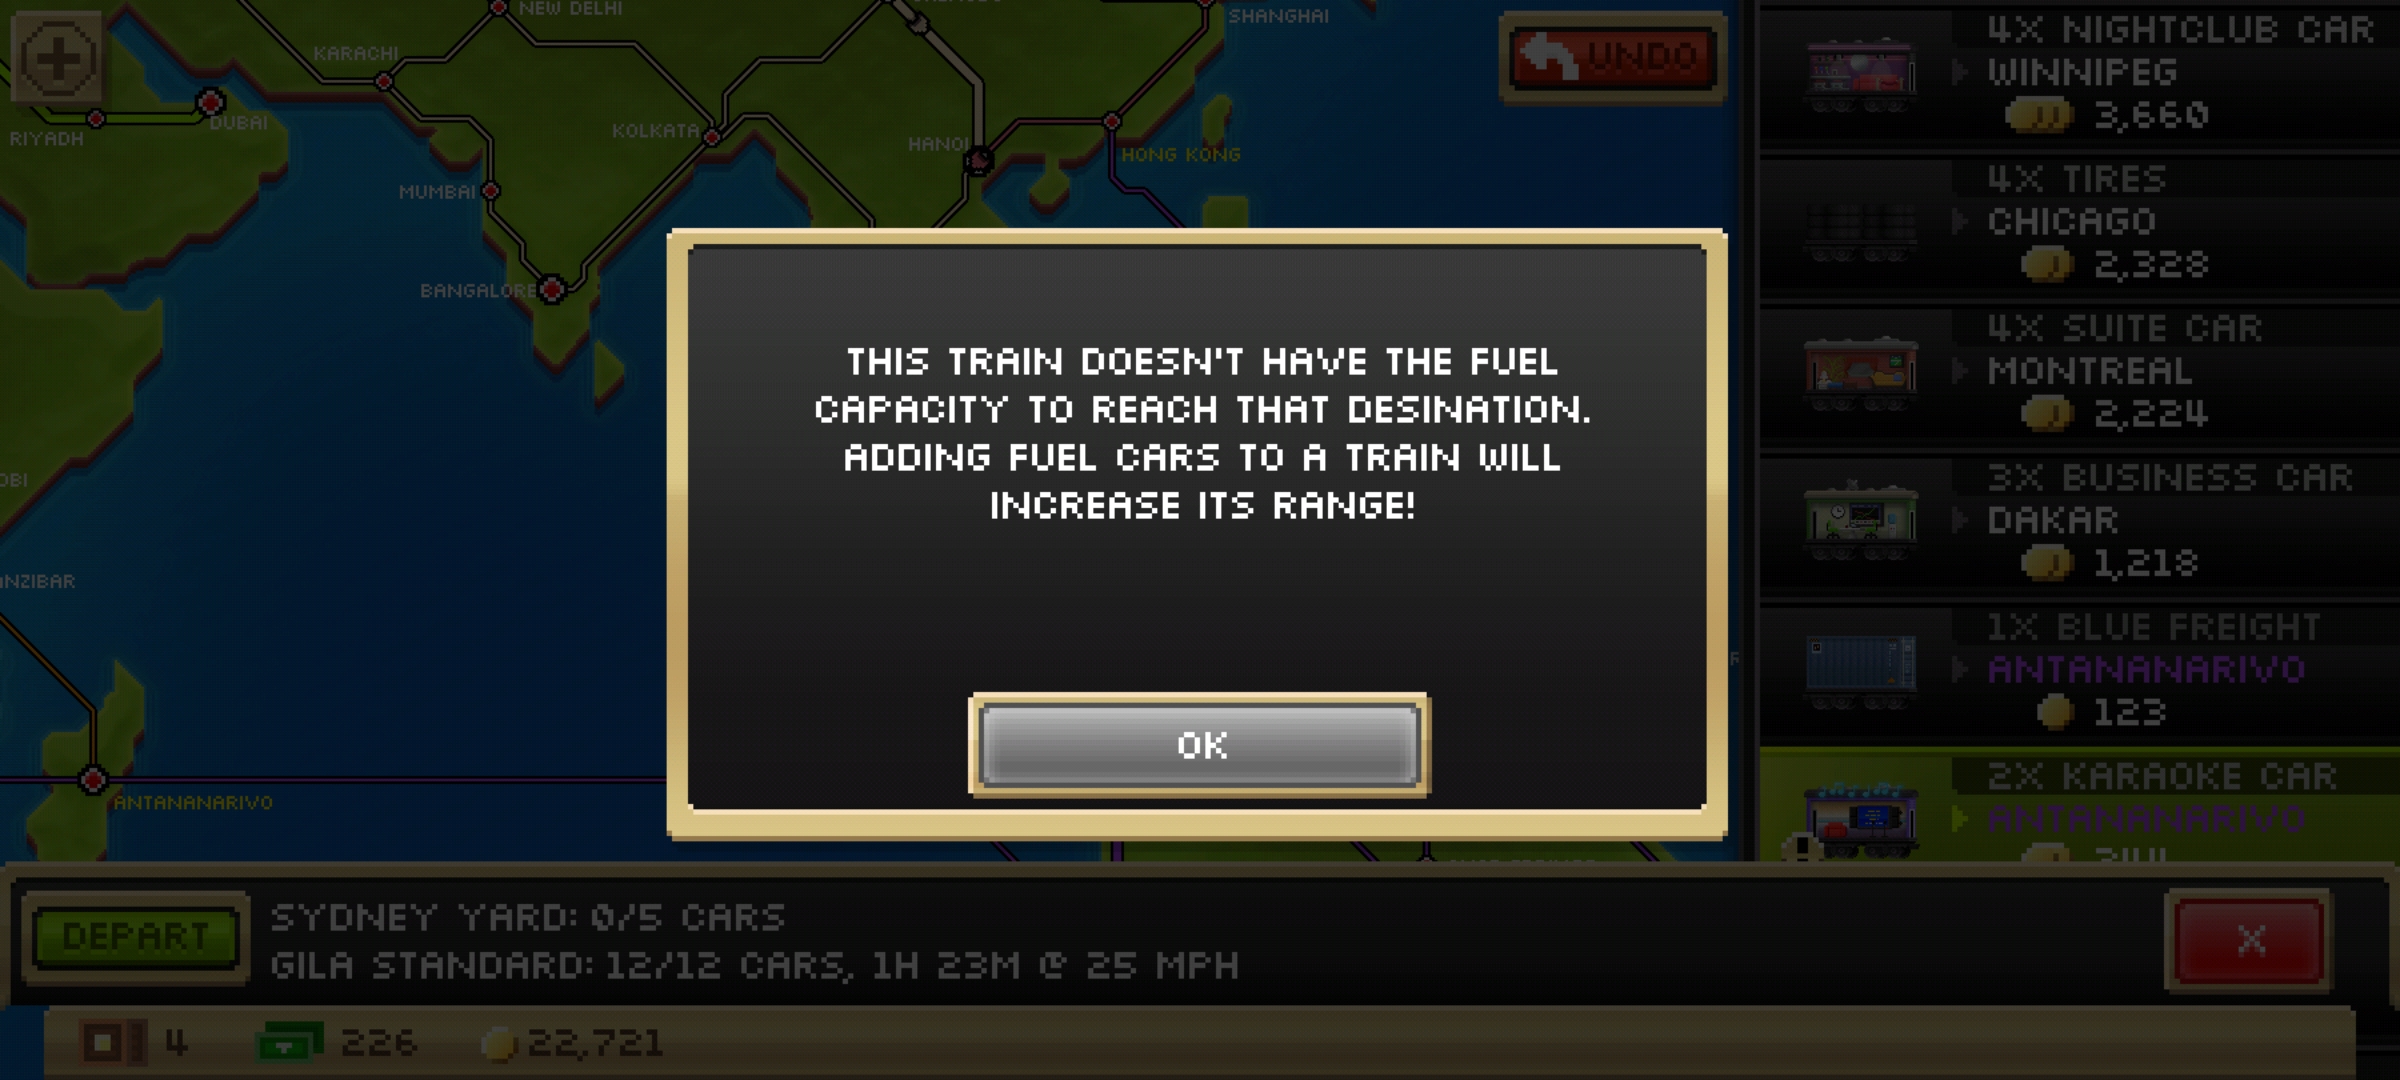 NEW DELHI
SHANGHAI
KARACHI
RIYADH
DUBAI
KOLKATA
HANOI
HONG KONG
MUMBAI
BANGALORE
ANTANANARIVO
UNDO
4X NIGHTCLUB CAR
WINNIPEG
3,660
4X TIRES
CHICAGO
2,328
4X SUITE CAR
MONTREAL
2,224
3X BUSINESS CAR
DAKAR
1,218
1X BLUE FREIGHT
ANTANANARIVO
123
2X KARAOKE CAR
ANTANANARIVO
THIS TRAIN DOESN'T HAVE THE FUEL
CAPACITY TO REACH THAT DESINATION.
ADDING FUEL CARS TO A TRAIN WILL
INCREASE ITS RANGE!
OK
DEPART
SYDNEY YARD: 0/5 CARS
GILA STANDARD: 12/12 CARS, 1H 23M @ 25 MPH
X
4
226
22,721